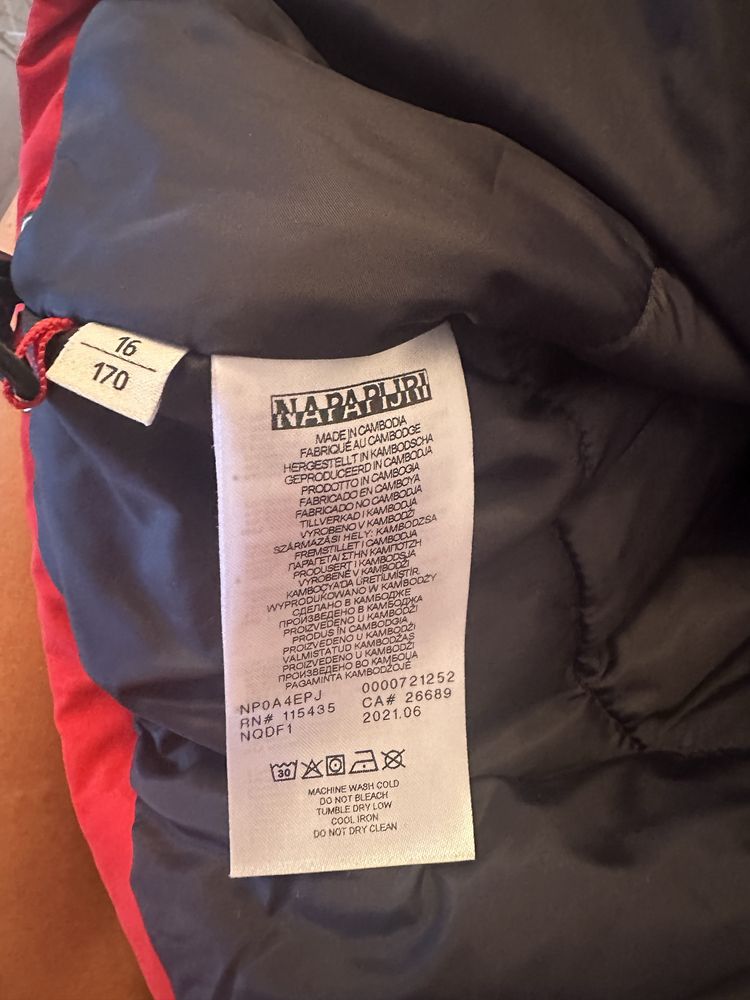 16
170
NAPAPIJRI
MADE IN CAMBODIA
FABRIQUÉ AU CAMBODGE
HERGESTELLT IN KAMBODSCHA
GEPRODUCEERD IN CAMBODJA
PRODOTTO IN CAMBOGIA
FABRICADO EN CAMBOYA
FABRICADO NO CAMBODJA
TILLVERKAD I KAMBODJA
VYROBENO V KAMBODŽI
SZÁRMAZÁSI HELY: KAMBODZSA
FREMSTILLET I CAMBODJA
ΠΑΡΑΓΕΤΑΙ ΣΤΗΝ ΚΑΜΠΟΤΖΗ
PRODUSERT I KAMBODSJA
VYROBENÉ V KAMBODŽI
KAMBOÇYA'DA ÜRETİLMİŞTİR.
WYPRODUKOWANO W KAMBODŻY
СДЕЛАНО В КАМБОДЖЕ
ПРОИЗВЕДЕНО В КАМБОДЖА
PROIZVEDENO U KAMBODŽI
PRODUS ÎN CAMBODGIA
PROIZVEDENO U KAMBODŽI
VALMISTATUD KAMBODŽAS
PROIZVEDENO V KAMBODŽI
ПРОИЗВЕДЕНО ВО КАМБОЏА
PAGAMINTA KAMBODŽOJE
NP0A4EPJ 0000721252
RN# 115435 CA# 26689
NQDF1 2021.06
30
MACHINE WASH COLD
DO NOT BLEACH
TUMBLE DRY LOW
COOL IRON
DO NOT DRY CLEAN